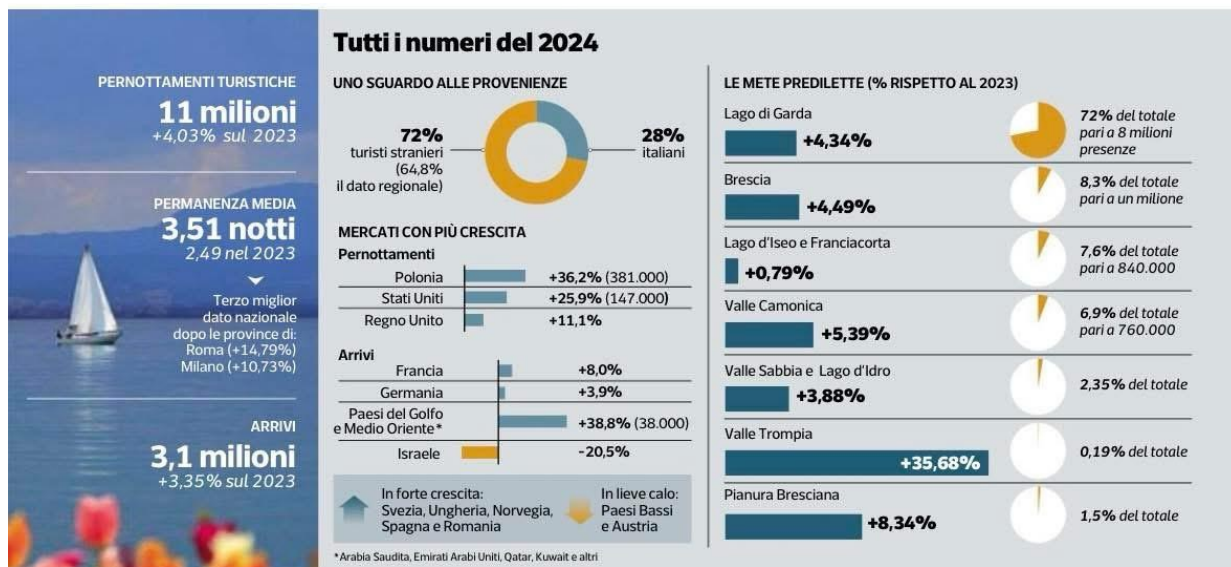 PERNOTTAMENTI TURISTICHE
11 milioni
+4,03% sul 2023
PERMANENZA MEDIA
3,51 notti
2,49 nel 2023
Terzo miglior
dato nazionale
dopo le province di:
Roma (+14,79%)
Milano (+10,73%)
ARRIVI
3,1 milioni
+3,35% sul 2023
Tutti i numeri del 2024
UNO SGUARDO ALLE PROVENIENZE
72%
turisti stranieri
(64,8%
il dato regionale)
28%
italiani
MERCATI CON PIÙ CRESCITA
Pernottamenti
Polonia +36,2% (381.000)
Stati Uniti +25,9% (147.000)
Regno Unito +11,1%
Arrivi
Francia +8,0%
Germania +3,9%
Paesi del Golfo
e Medio Oriente* +38,8% (38.000)
Israele -20,5%
In forte crescita:
Svezia, Ungheria, Norvegia,
Spagna e Romania
In lieve calo:
Paesi Bassi
e Austria
*Arabia Saudita, Emirati Arabi Uniti, Qatar, Kuwait e altri
LE METE PREDILETTE (% RISPETTO AL 2023)
Lago di Garda
+4,34%
72% del totale
pari a 8 milioni
presenze
Brescia
+4,49%
8,3% del totale
pari a un milione
Lago d'Iseo e Franciacorta
+0,79%
7,6% del totale
pari a 840.000
Valle Camonica
+5,39%
6,9% del totale
pari a 760.000
Valle Sabbia e Lago d'Idro
+3,88%
2,35% del totale
Valle Trompia
+35,68%
0,19% del totale
Pianura Bresciana
+8,34%
1,5% del totale